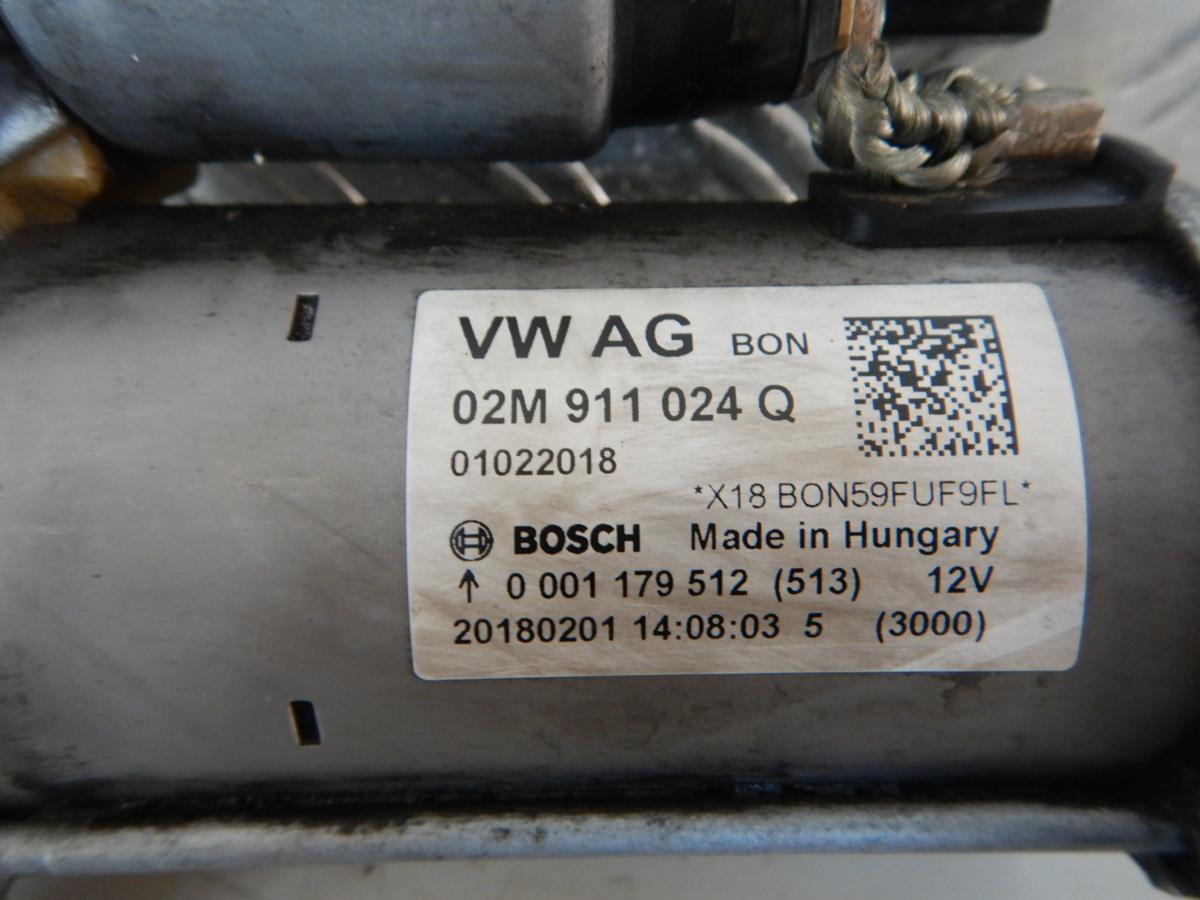 VW AG BON
02M 911 024 Q
01022018
*X18 BON59FUF9FL*
BOSCH Made in Hungary
↑ 0 001 179 512 (513) 12V
20180201 14:08:03 5 (3000)